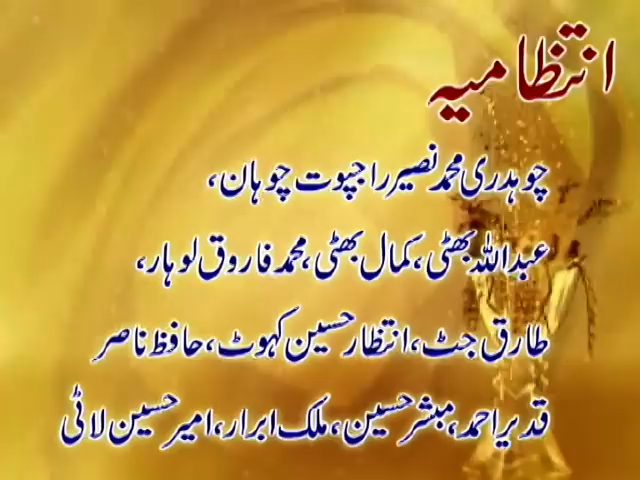 انتظامیہ
چوہدری محمد نصیر راجپوت چوہان،
عبداللہ بھٹی، کمال بھٹی، محمد فاروق لوہار،
طارق جٹ، انتظار حسین کہوٹ، حافظ ناصر
قدیر احمد، مبشر حسین، ملک ابرار، امیر حسین لاٹی